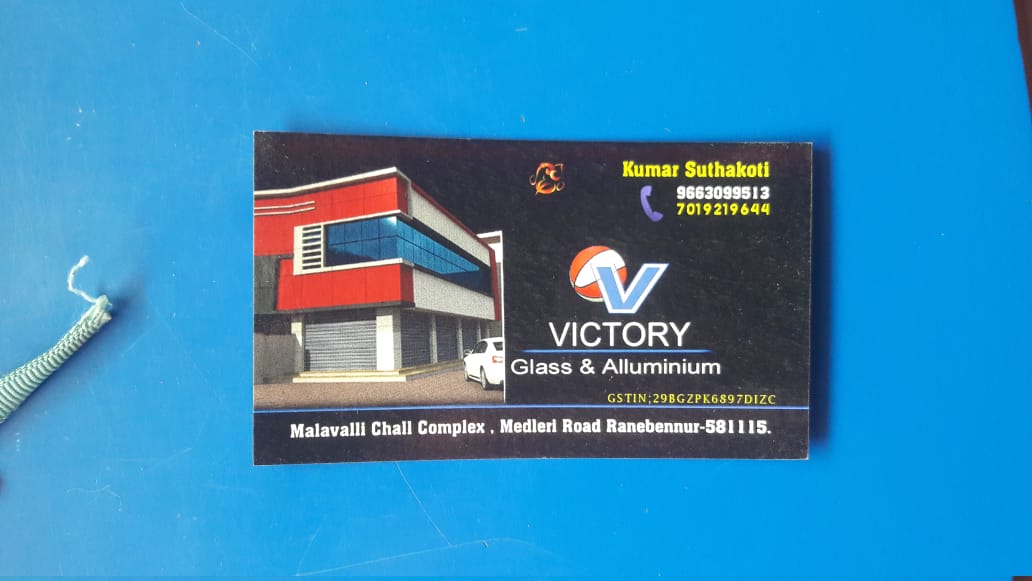 Kumar Suthakoti
9663099513
7019219644
V
VICTORY
Glass & Alluminium
GSTIN;29BGZPK6897DIZC
Malavalli Chall Complex , Medleri Road Ranebennur-581115.